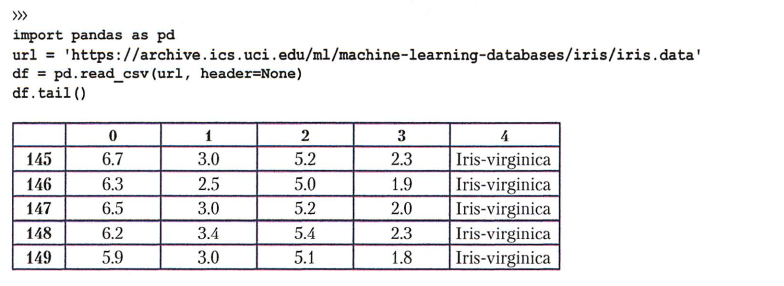 >>>
import pandas as pd
url = 'https://archive.ics.uci.edu/ml/machine-learning-databases/iris/iris.data'
df = pd.read_csv(url, header=None)
df.tail()
0 1 2 3 4
145 6.7 3.0 5.2 2.3 Iris-virginica
146 6.3 2.5 5.0 1.9 Iris-virginica
147 6.5 3.0 5.2 2.0 Iris-virginica
148 6.2 3.4 5.4 2.3 Iris-virginica
149 5.9 3.0 5.1 1.8 Iris-virginica